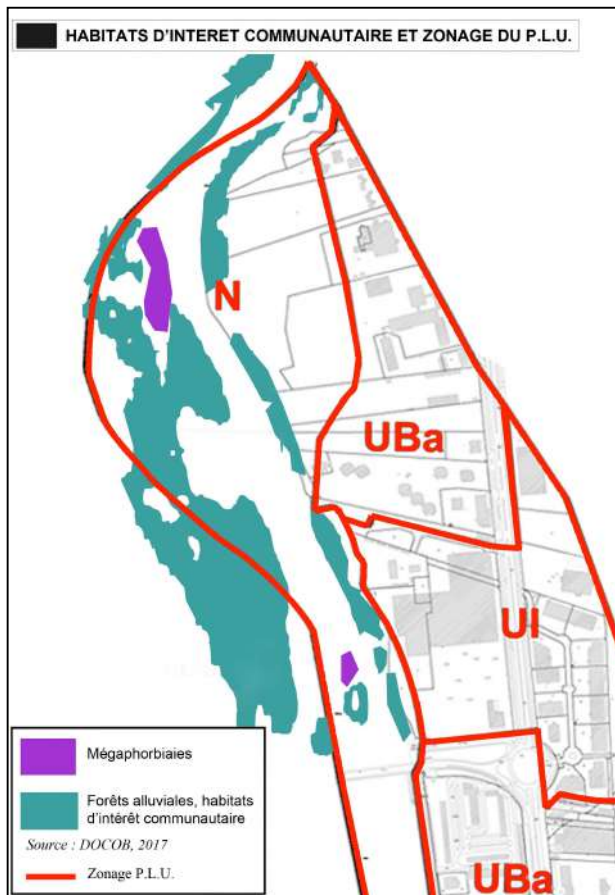 HABITATS D'INTERET COMMUNAUTAIRE ET ZONAGE DU P.L.U.
N
UBa
UI
UBa
Mégaphorbiaies
Forêts alluviales, habitats
d'intérêt communautaire
Source : DOCOB, 2017
Zonage P.L.U.